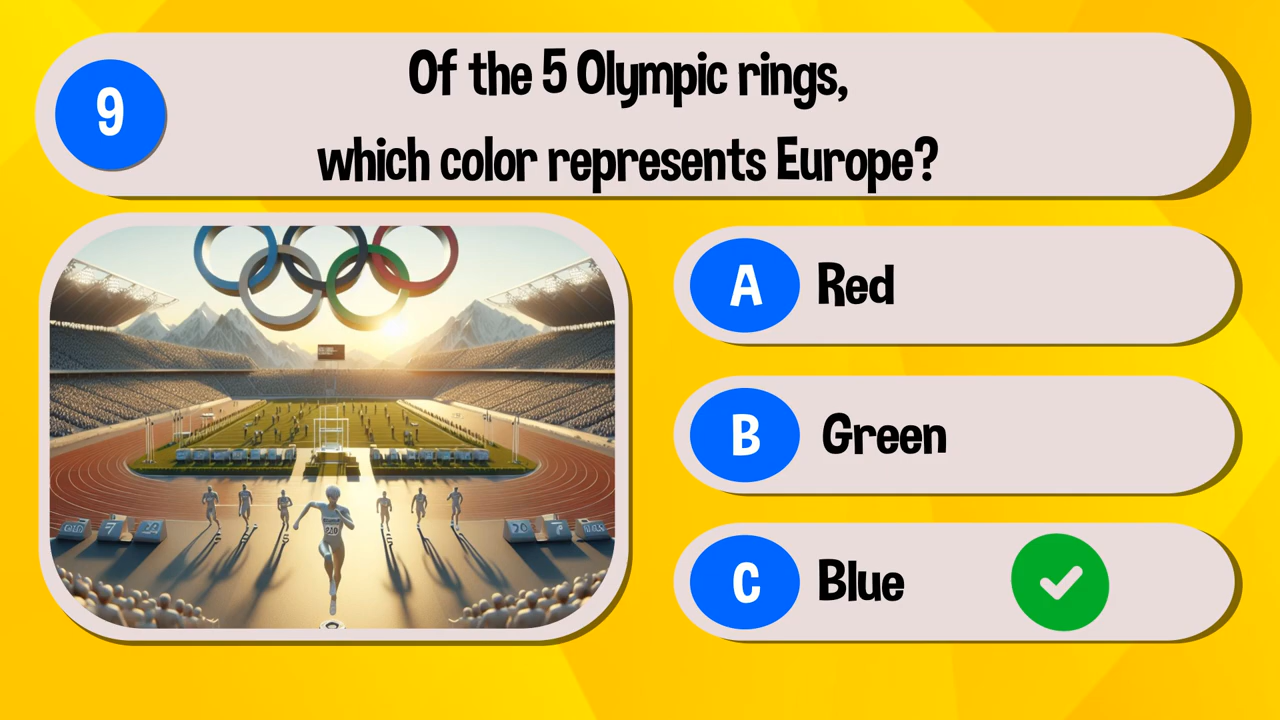 9
Of the 5 Olympic rings,
which color represents Europe?
A Red
B Green
C Blue